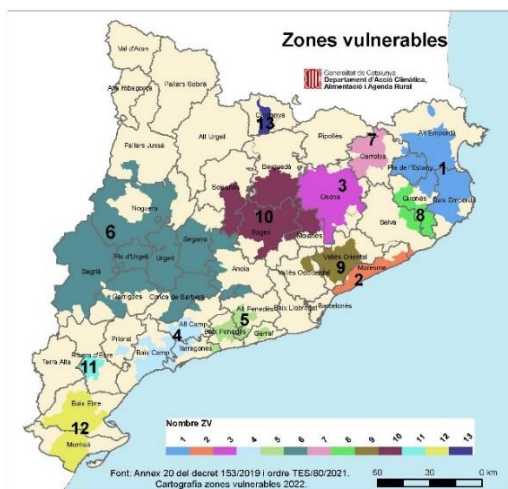 Zones vulnerables
Generalitat de Catalunya
Departament d'Acció Climàtica,
Alimentació i Agenda Rural
Val d'Aran
Pallars Sobirà
Alta Ribagorça
Cerdanya
13
Alt Urgell
Ripollès
7
Garrotxa
Alt Empordà
Pallars Jussà
Berguedà
Pla de l'Estany
1
Solsonès
3
Osona
Gironès
Baix Empordà
Noguera
10
8
Selva
6
Segarra
Bages
Moianès
Pla d'Urgell
Urgell
Vallès Oriental
9
Maresme
Segrià
Anoia
Vallès Occidental
2
Garrigues
Conca de Barberà
Alt Penedès
Baix Llobregat
Barcelonès
Alt Camp
5
Priorat
4
Baix Penedès
Garraf
Ribera d'Ebre
Baix Camp
Tarragonès
Terra Alta
11
Baix Ebre
12
Montsià
Nombre ZV
1 2 3 4 5 6 7 8 9 10 11 12 13
Font: Annex 20 del decret 153/2019 i ordre TES/80/2021.
Cartografia zones vulnerables 2022.
60 30 0 km